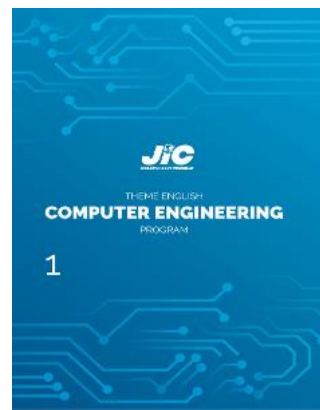 JIC
THEME ENGLISH
COMPUTER ENGINEERING
PROGRAM
1